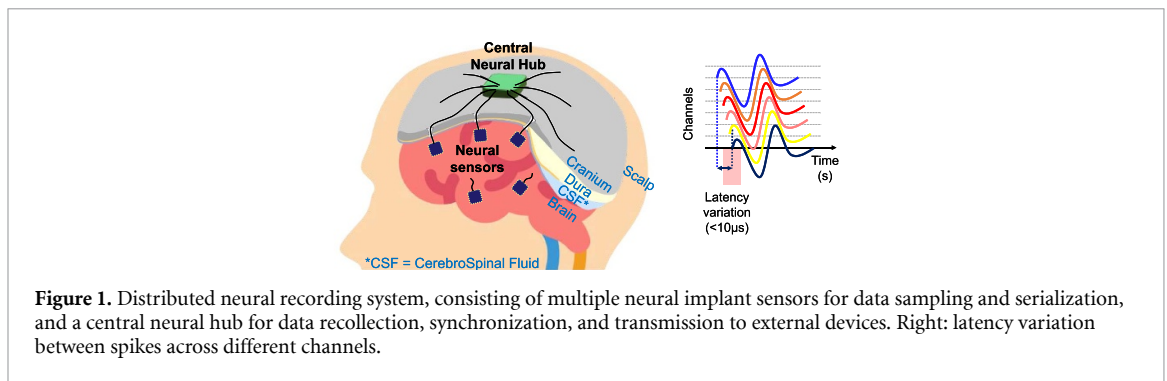 Central
Neural Hub
Neural
sensors
Cranium
Scalp
Dura
CSF*
Brain
*CSF = CerebroSpinal Fluid
Channels
Time
(s)
Latency
variation
(<10µs)
Figure 1. Distributed neural recording system, consisting of multiple neural implant sensors for data sampling and serialization,
and a central neural hub for data recollection, synchronization, and transmission to external devices. Right: latency variation
between spikes across different channels.